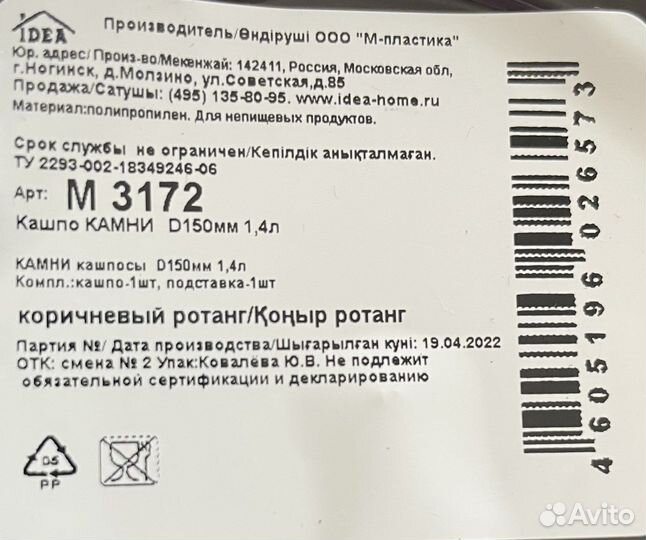 IDEA
Производитель/Өндіруші ООО "М-пластика"
Юр. адрес/ Произ-во/Мекенжай: 142411, Россия, Московская обл,
г.Ногинск, д.Молзино, ул.Советская,д.85
Продажа/Сатушы: (495) 135-80-95. www.idea-home.ru
Материал:полипропилен. Для непищевых продуктов.
Срок службы не ограничен/Кепілдік анықталмаған.
ТУ 2293-002-18349246-06
Арт: М 3172
Кашпо КАМНИ D150мм 1,4л
КАМНИ кашпосы D150мм 1,4л
Компл.:кашпо-1шт, подставка-1шт
коричневый ротанг/Қоңыр ротанг
Партия №/ Дата производства/Шығарылған күні: 19.04.2022
ОТК: смена № 2 Упак:Ковалёва Ю.В. Не подлежит
обязательной сертификации и декларированию
05
PP
4605196026573
Avito